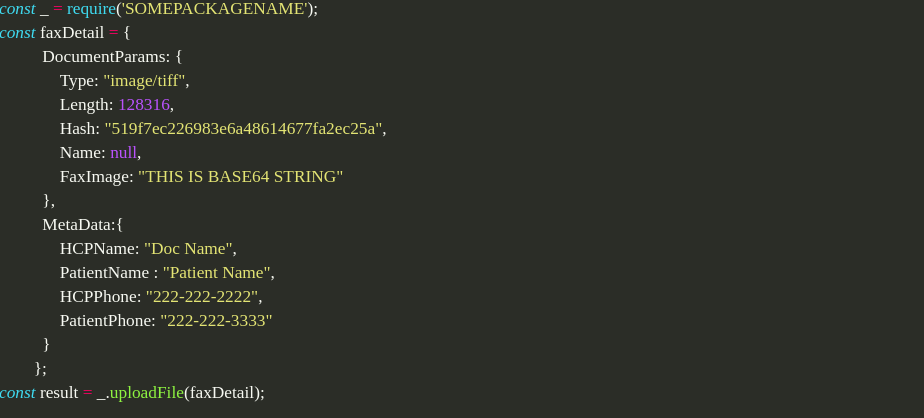 const _ = require('SOMEPACKAGENAME');
const faxDetail = {
DocumentParams: {
Type: "image/tiff",
Length: 128316,
Hash: "519f7ec226983e6a48614677fa2ec25a",
Name: null,
FaxImage: "THIS IS BASE64 STRING"
},
MetaData:{
HCPName: "Doc Name",
PatientName : "Patient Name",
HCPPhone: "222-222-2222",
PatientPhone: "222-222-3333"
}
};
const result = _.uploadFile(faxDetail);